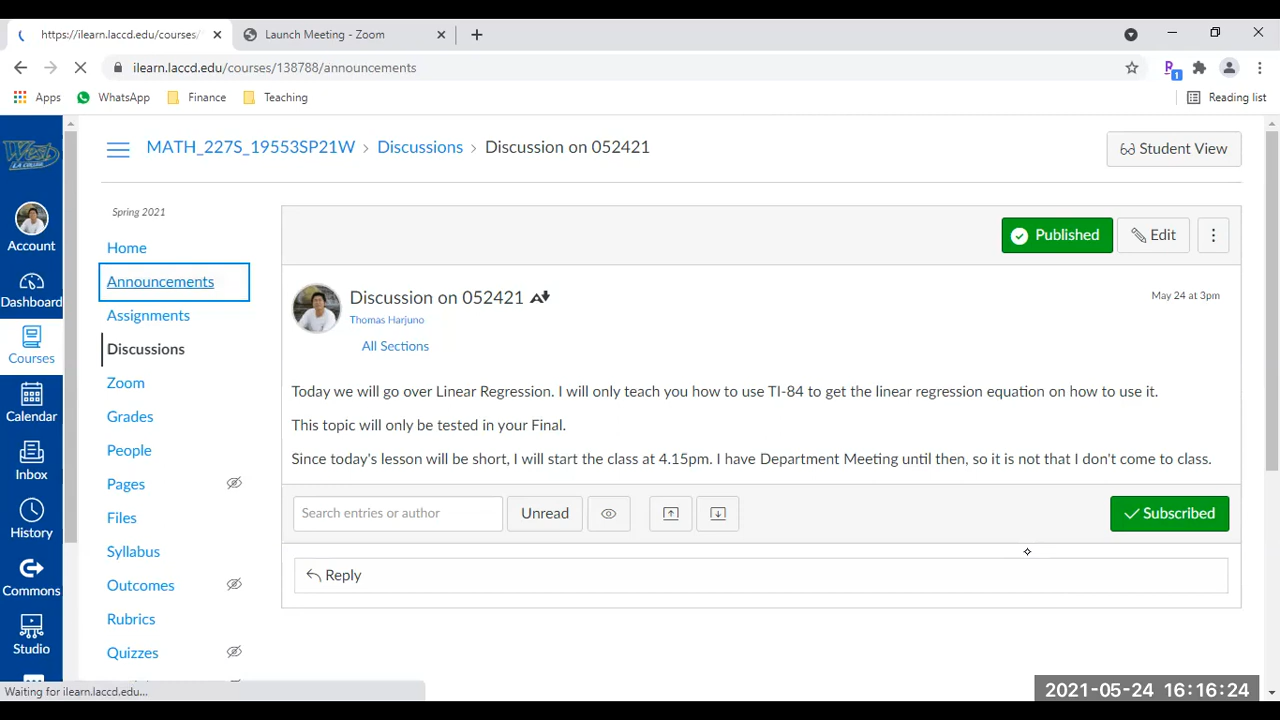 https://ilearn.laccd.edu/courses/
Launch Meeting - Zoom
ilearn.laccd.edu/courses/138788/announcements
Apps
WhatsApp
Finance
Teaching
Reading list
MATH_227S_19553SP21W > Discussions > Discussion on 052421
Student View
West
Account
Dashboard
Courses
Calendar
Inbox
History
Commons
Studio
Spring 2021
Home
Announcements
Assignments
Discussions
Zoom
Grades
People
Pages
Files
Syllabus
Outcomes
Rubrics
Quizzes
Published
Edit
Discussion on 052421
May 24 at 3pm
Thomas Harjuno
All Sections
Today we will go over Linear Regression. I will only teach you how to use TI-84 to get the linear regression equation on how to use it.
This topic will only be tested in your Final.
Since today's lesson will be short, I will start the class at 4.15pm. I have Department Meeting until then, so it is not that I don't come to class.
Search entries or author
Unread
Subscribed
Reply
Waiting for ilearn.laccd.edu...
2021-05-24 16:16:24